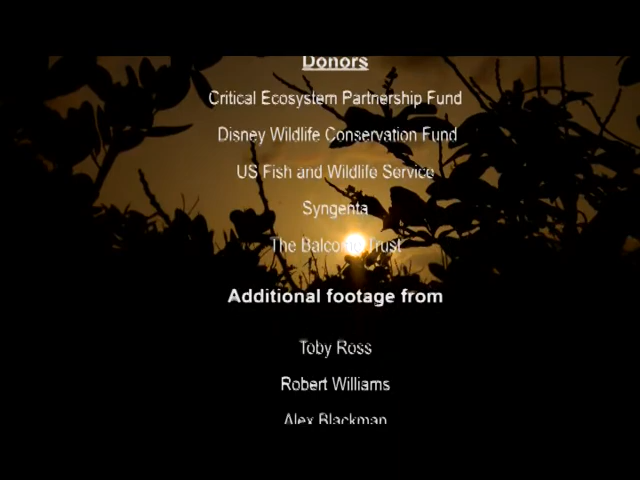 Donors
Critical Ecosystem Partnership Fund
Disney Wildlife Conservation Fund
US Fish and Wildlife Service
Syngenta
The Balcombe Trust
Additional footage from
Toby Ross
Robert Williams
Alex Blackman